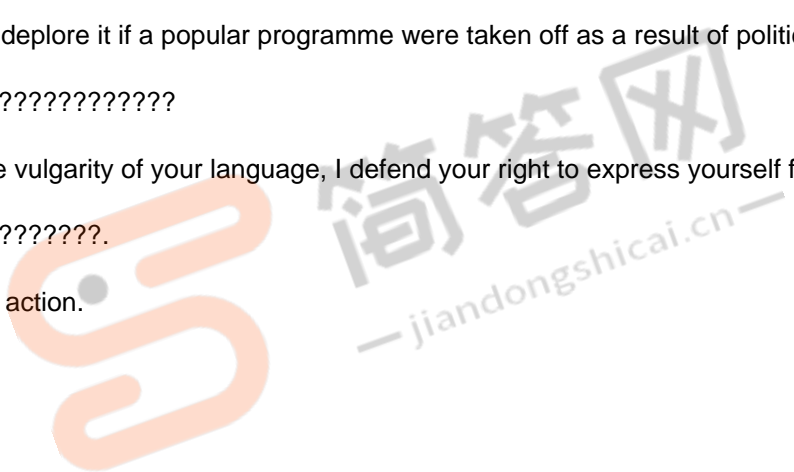 deplore it if a popular programme were taken off as a result of politi
????????????
e vulgarity of your language, I defend your right to express yourself f
???????.
action.
简答网
jiandongshicai.cn